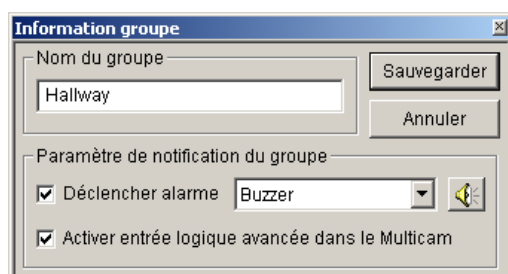 Information groupe
Nom du groupe
Sauvegarder
Hallway
Annuler
Paramètre de notification du groupe
Déclencher alarme Buzzer
Activer entrée logique avancée dans le Multicam